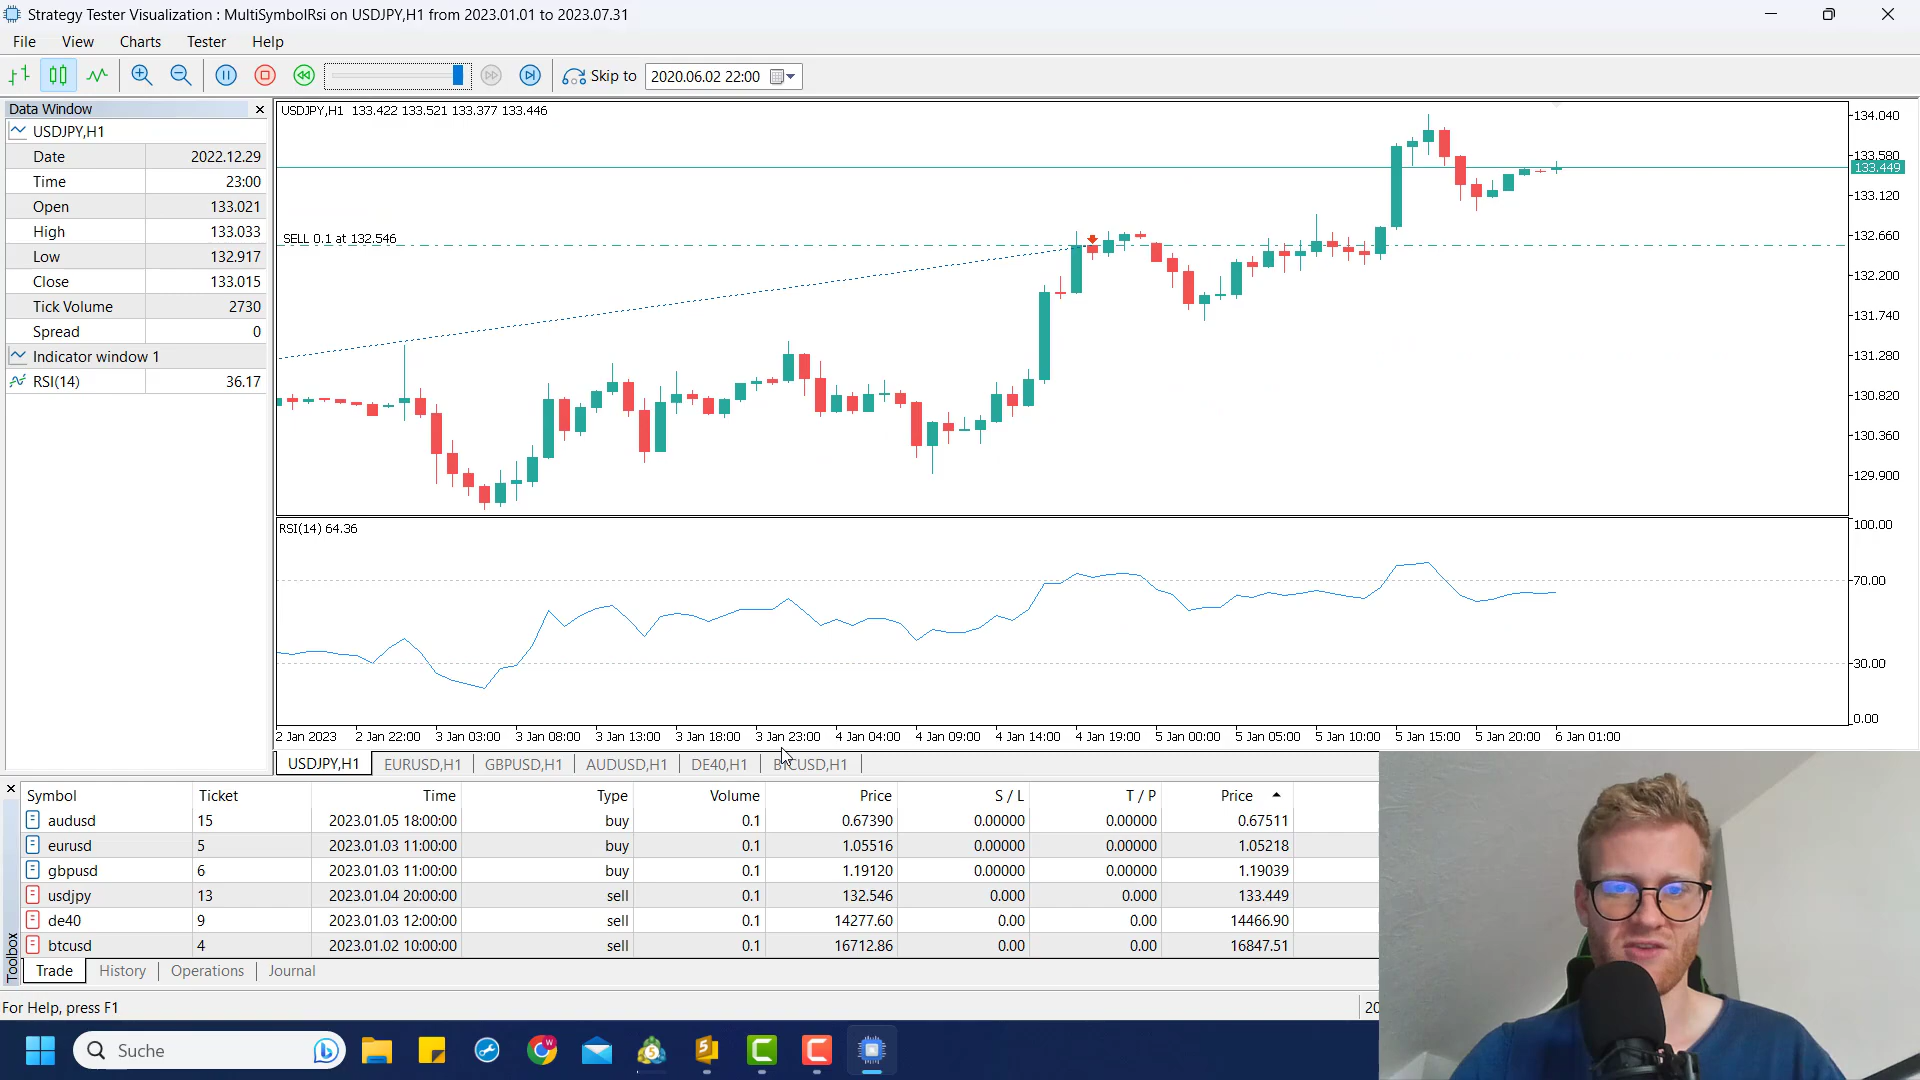 Strategy Tester Visualization : MultiSymbolRsi on USDJPY,H1 from 2023.01.01 to 2023.07.31
File View Charts Tester Help
Skip to 2020.06.02 22:00
Data Window
USDJPY,H1
Date 2022.12.29
Time 23:00
Open 133.021
High 133.033
Low 132.917
Close 133.015
Tick Volume 2730
Spread 0
Indicator window 1
RSI(14) 36.17
USDJPY,H1 133.422 133.521 133.377 133.446
SELL 0.1 at 132.546
134.040
133.580
133.449
133.120
132.660
132.200
131.740
131.280
130.820
130.360
129.900
RSI(14) 64.36
100.00
70.00
30.00
0.00
2 Jan 2023 2 Jan 22:00 3 Jan 03:00 3 Jan 08:00 3 Jan 13:00 3 Jan 18:00 3 Jan 23:00 4 Jan 04:00 4 Jan 09:00 4 Jan 14:00 4 Jan 19:00 5 Jan 00:00 5 Jan 05:00 5 Jan 10:00 5 Jan 15:00 5 Jan 20:00 6 Jan 01:00
USDJPY,H1 EURUSD,H1 GBPUSD,H1 AUDUSD,H1 DE40,H1 BTCUSD,H1
Symbol Ticket Time Type Volume Price S / L T / P Price
audusd 15 2023.01.05 18:00:00 buy 0.1 0.67390 0.00000 0.00000 0.67511
eurusd 5 2023.01.03 11:00:00 buy 0.1 1.05516 0.00000 0.00000 1.05218
gbpusd 6 2023.01.03 11:00:00 buy 0.1 1.19120 0.00000 0.00000 1.19039
usdjpy 13 2023.01.04 20:00:00 sell 0.1 132.546 0.000 0.000 133.449
de40 9 2023.01.03 12:00:00 sell 0.1 14277.60 0.00 0.00 14466.90
btcusd 4 2023.01.02 10:00:00 sell 0.1 16712.86 0.00 0.00 16847.51
Toolbox
Trade History Operations Journal
For Help, press F1
20
Suche